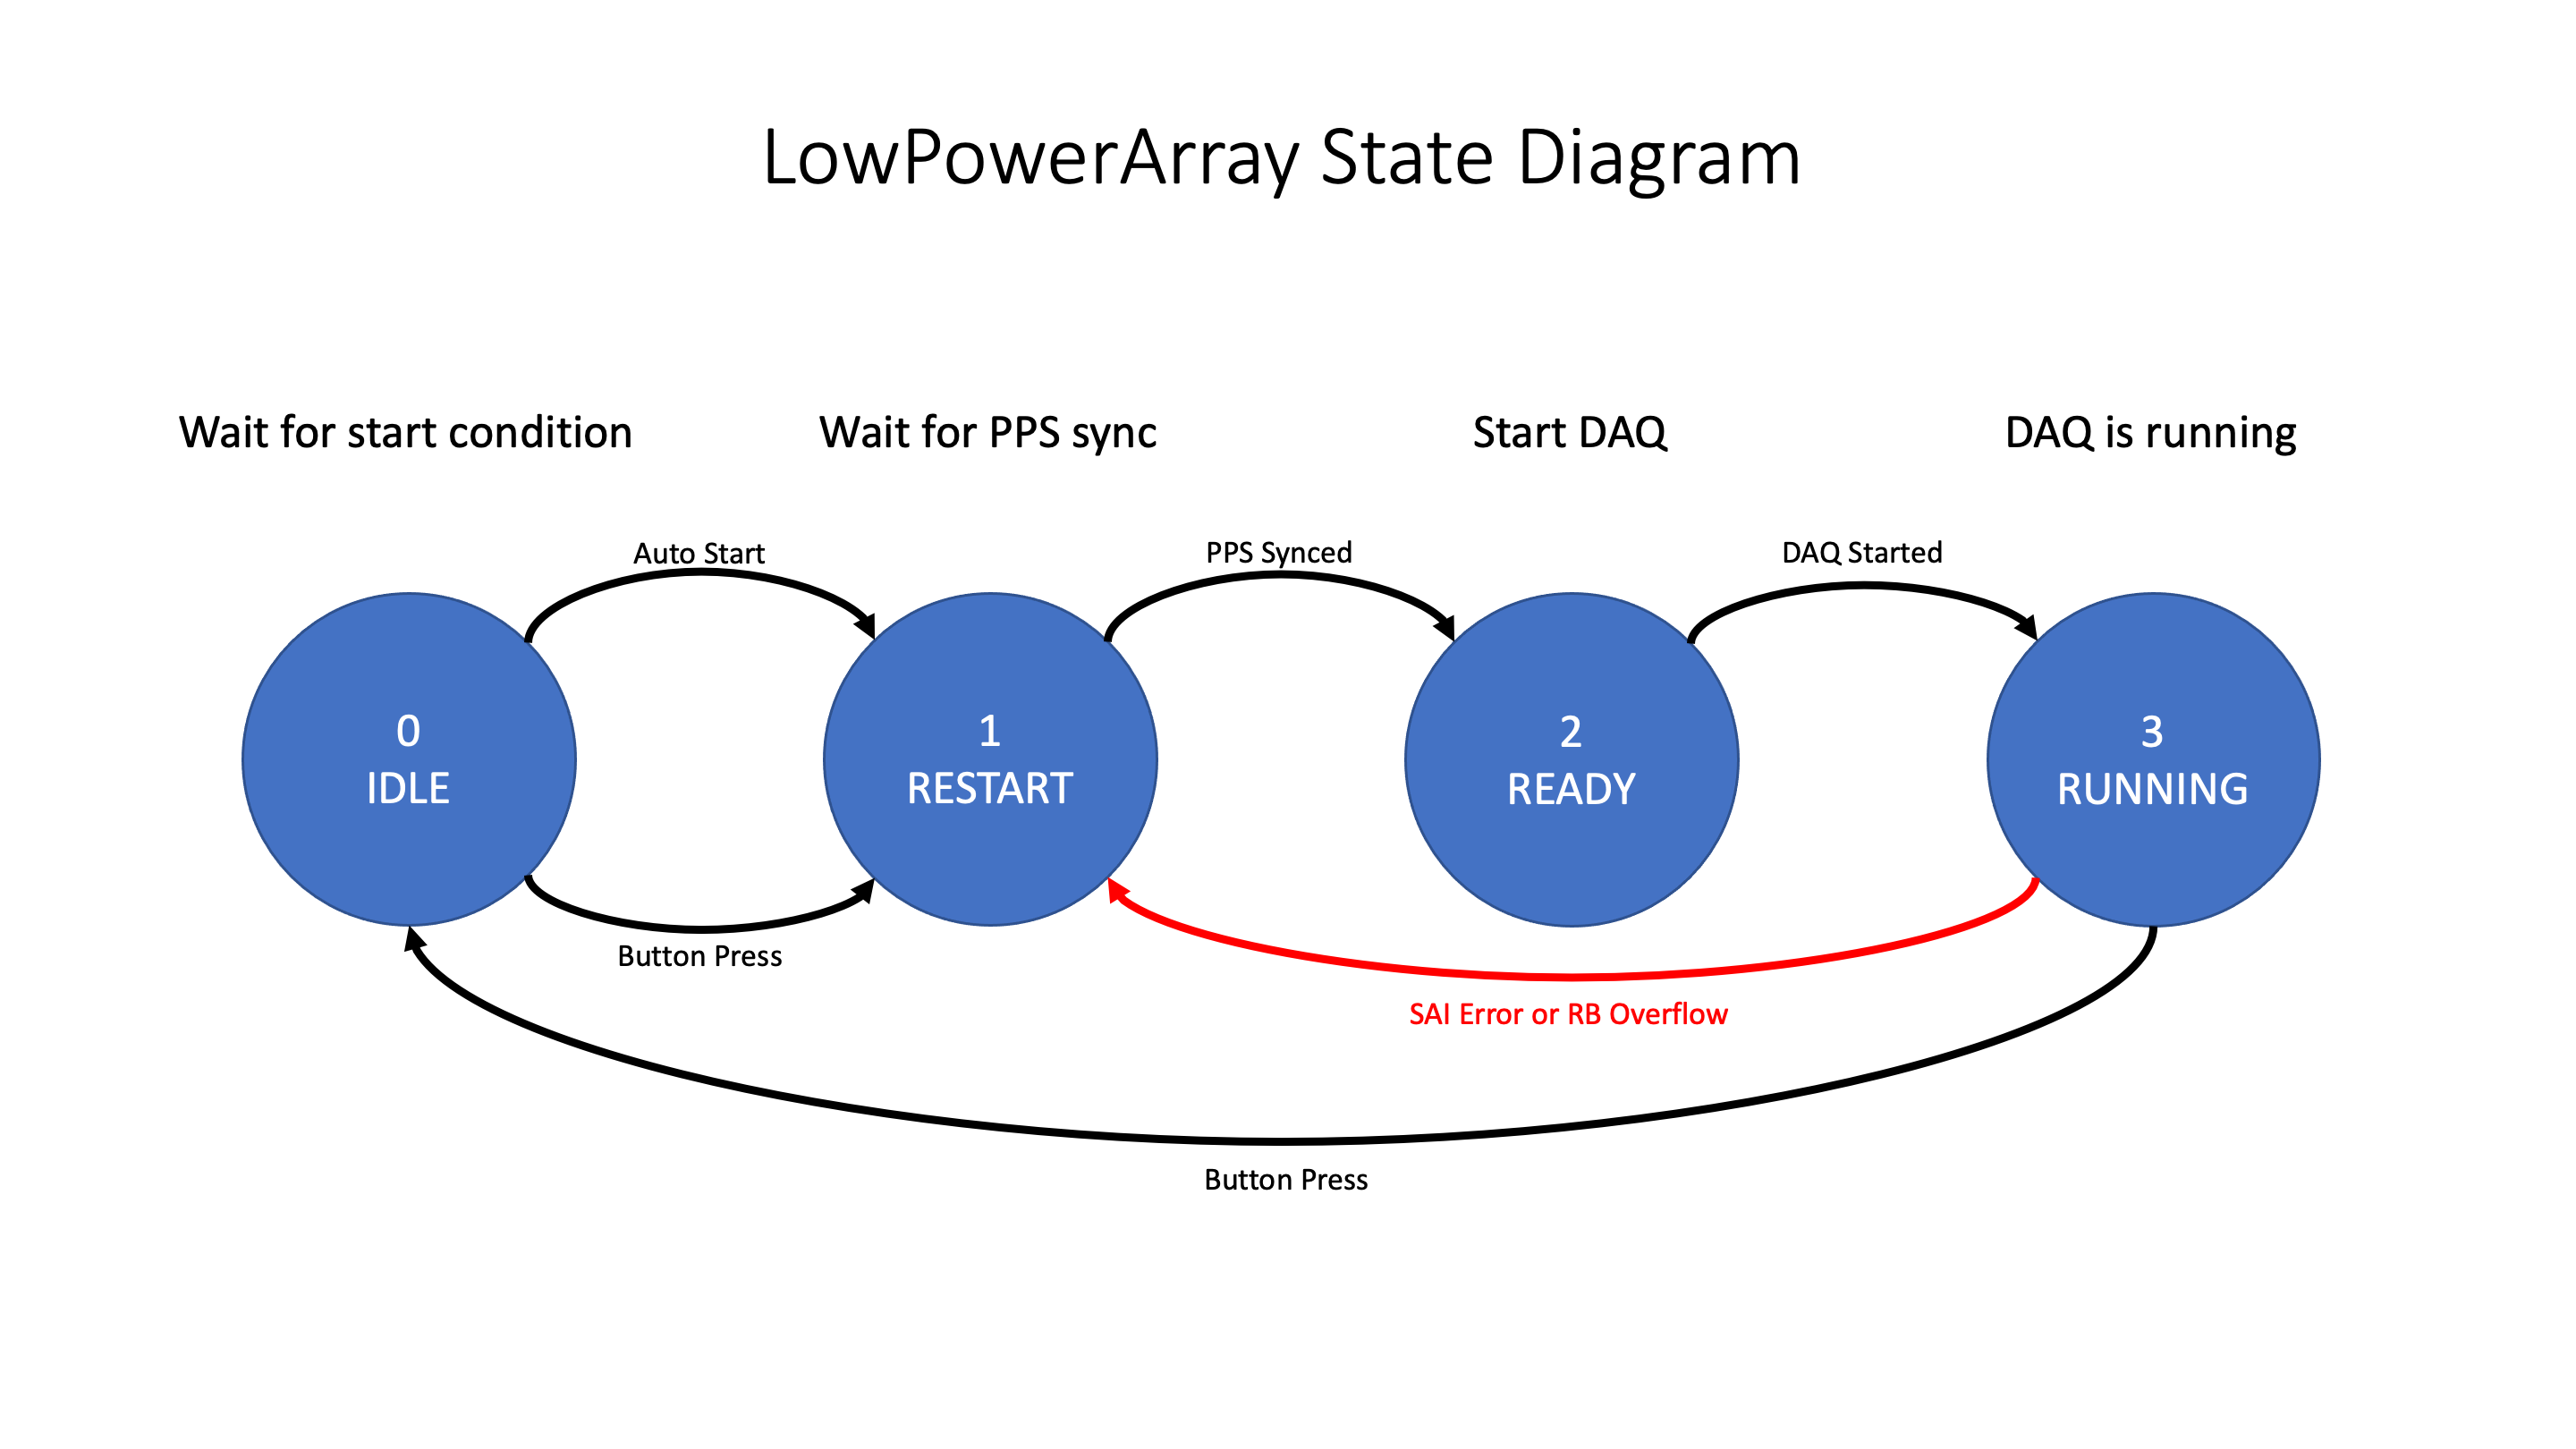 LowPowerArray State Diagram
Wait for start condition
Wait for PPS sync
Start DAQ
DAQ is running
Auto Start
PPS Synced
DAQ Started
0
IDLE
1
RESTART
2
READY
3
RUNNING
Button Press
SAI Error or RB Overflow
Button Press